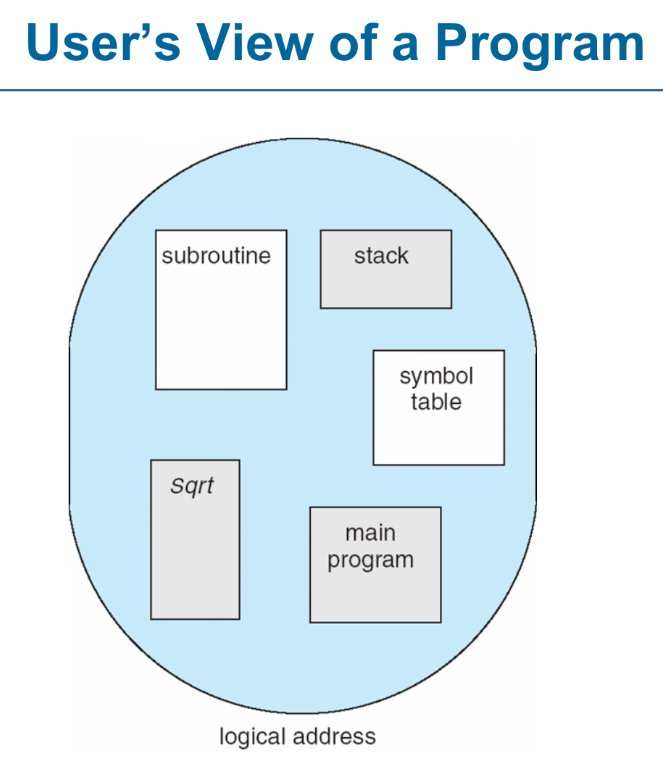 User’s View of a Program
subroutine
stack
symbol
table
Sqrt
main
program
logical address